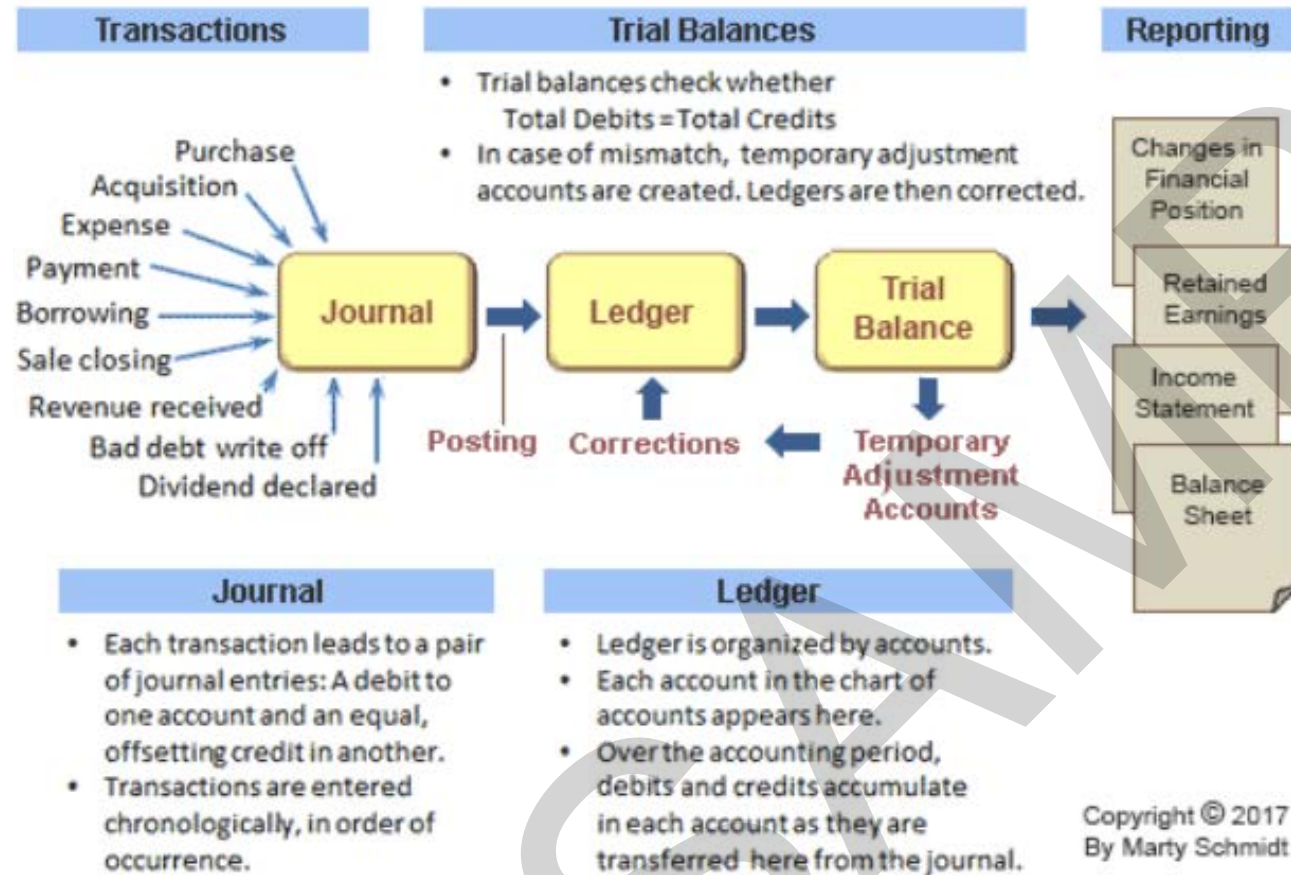 Transactions
Trial Balances
Reporting
• Trial balances check whether
Total Debits = Total Credits
• In case of mismatch, temporary adjustment
accounts are created. Ledgers are then corrected.
Purchase
Acquisition
Expense
Payment
Borrowing
Sale closing
Revenue received
Bad debt write off
Dividend declared
Journal
Ledger
Trial
Balance
Posting
Corrections
Temporary
Adjustment
Accounts
Changes in
Financial
Position
Retained
Earnings
Income
Statement
Balance
Sheet
Journal
• Each transaction leads to a pair
of journal entries: A debit to
one account and an equal,
offsetting credit in another.
• Transactions are entered
chronologically, in order of
occurrence.
Ledger
• Ledger is organized by accounts.
• Each account in the chart of
accounts appears here.
• Over the accounting period,
debits and credits accumulate
in each account as they are
transferred here from the journal.
Copyright © 2017
By Marty Schmidt
SAMP